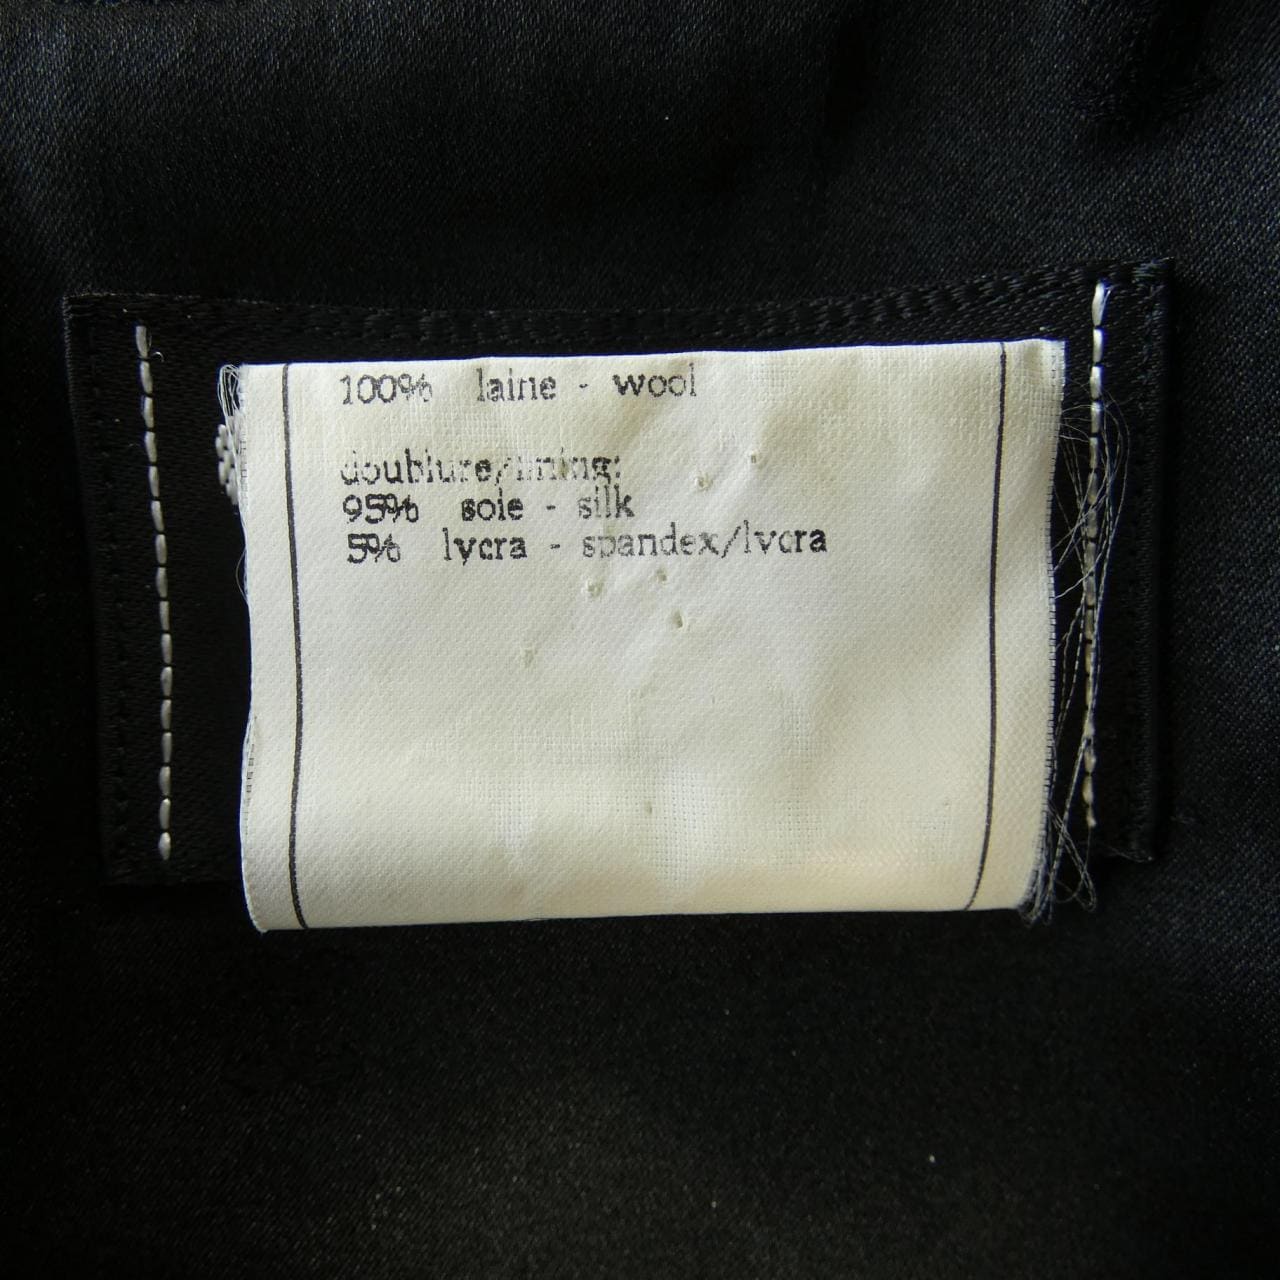 100% laine - wool
doublure/lining:
95% soie - silk
5% lycra - spandex/lycra